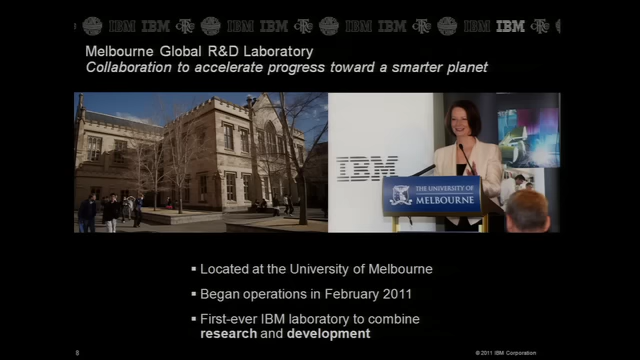 IBM IBM IBM IBM IBM IBM
Melbourne Global R&D Laboratory
Collaboration to accelerate progress toward a smarter planet
IBM
THE UNIVERSITY OF
MELBOURNE
▪ Located at the University of Melbourne
▪ Began operations in February 2011
▪ First-ever IBM laboratory to combine
research and development
8
© 2011 IBM Corporation